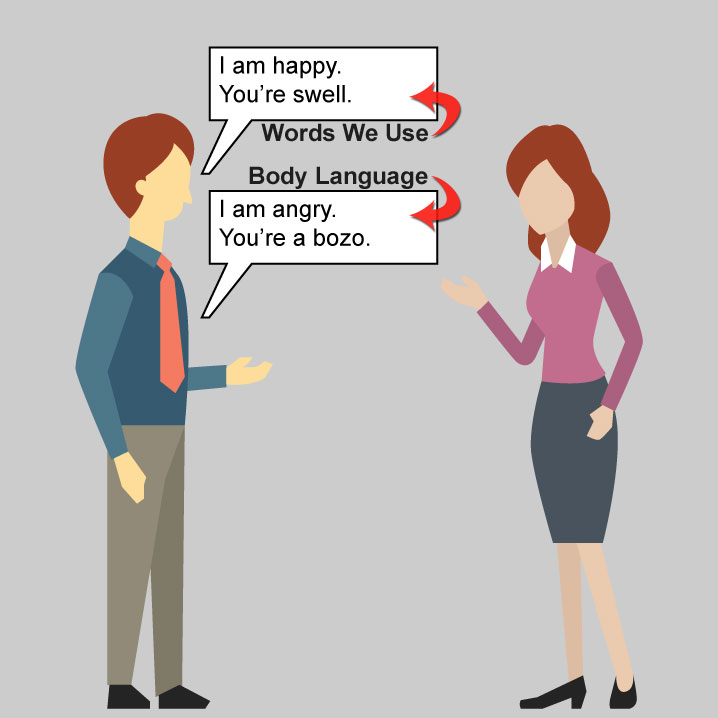 I am happy.
You’re swell.
Words We Use
Body Language
I am angry.
You’re a bozo.